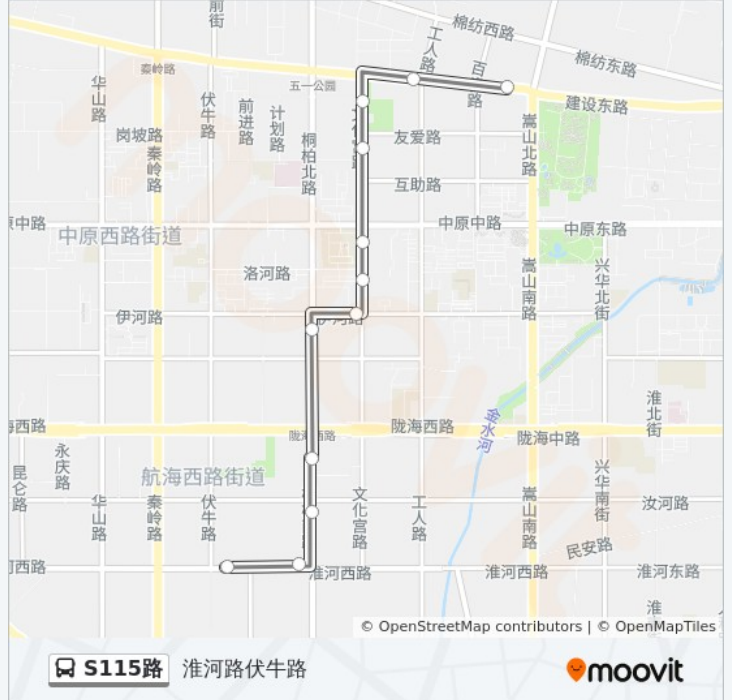 前街
棉纺西路
工人路
棉纺东路
秦岭路
百
路
五一公园
华山路
伏牛路
前进路
计划路
建设东路
嵩山北路
友爱路
岗坡路
桐柏北路
秦岭路
互助路
中原中路
中原东路
中路
中原西路街道
洛河路
嵩山南路
兴华北街
伊河路
淮北街
金水河
陇海西路
陇海中路
西路
永庆路
航海西路街道
昆仑路
华山路
秦岭路
伏牛路
文化宫路
工人路
嵩山南路
兴华南街
汝河路
民安路
西路
淮河西路
淮河西路
淮河东路
淮
© OpenStreetMap contributors | © OpenMapTiles
S115路 淮河路伏牛路
moovit